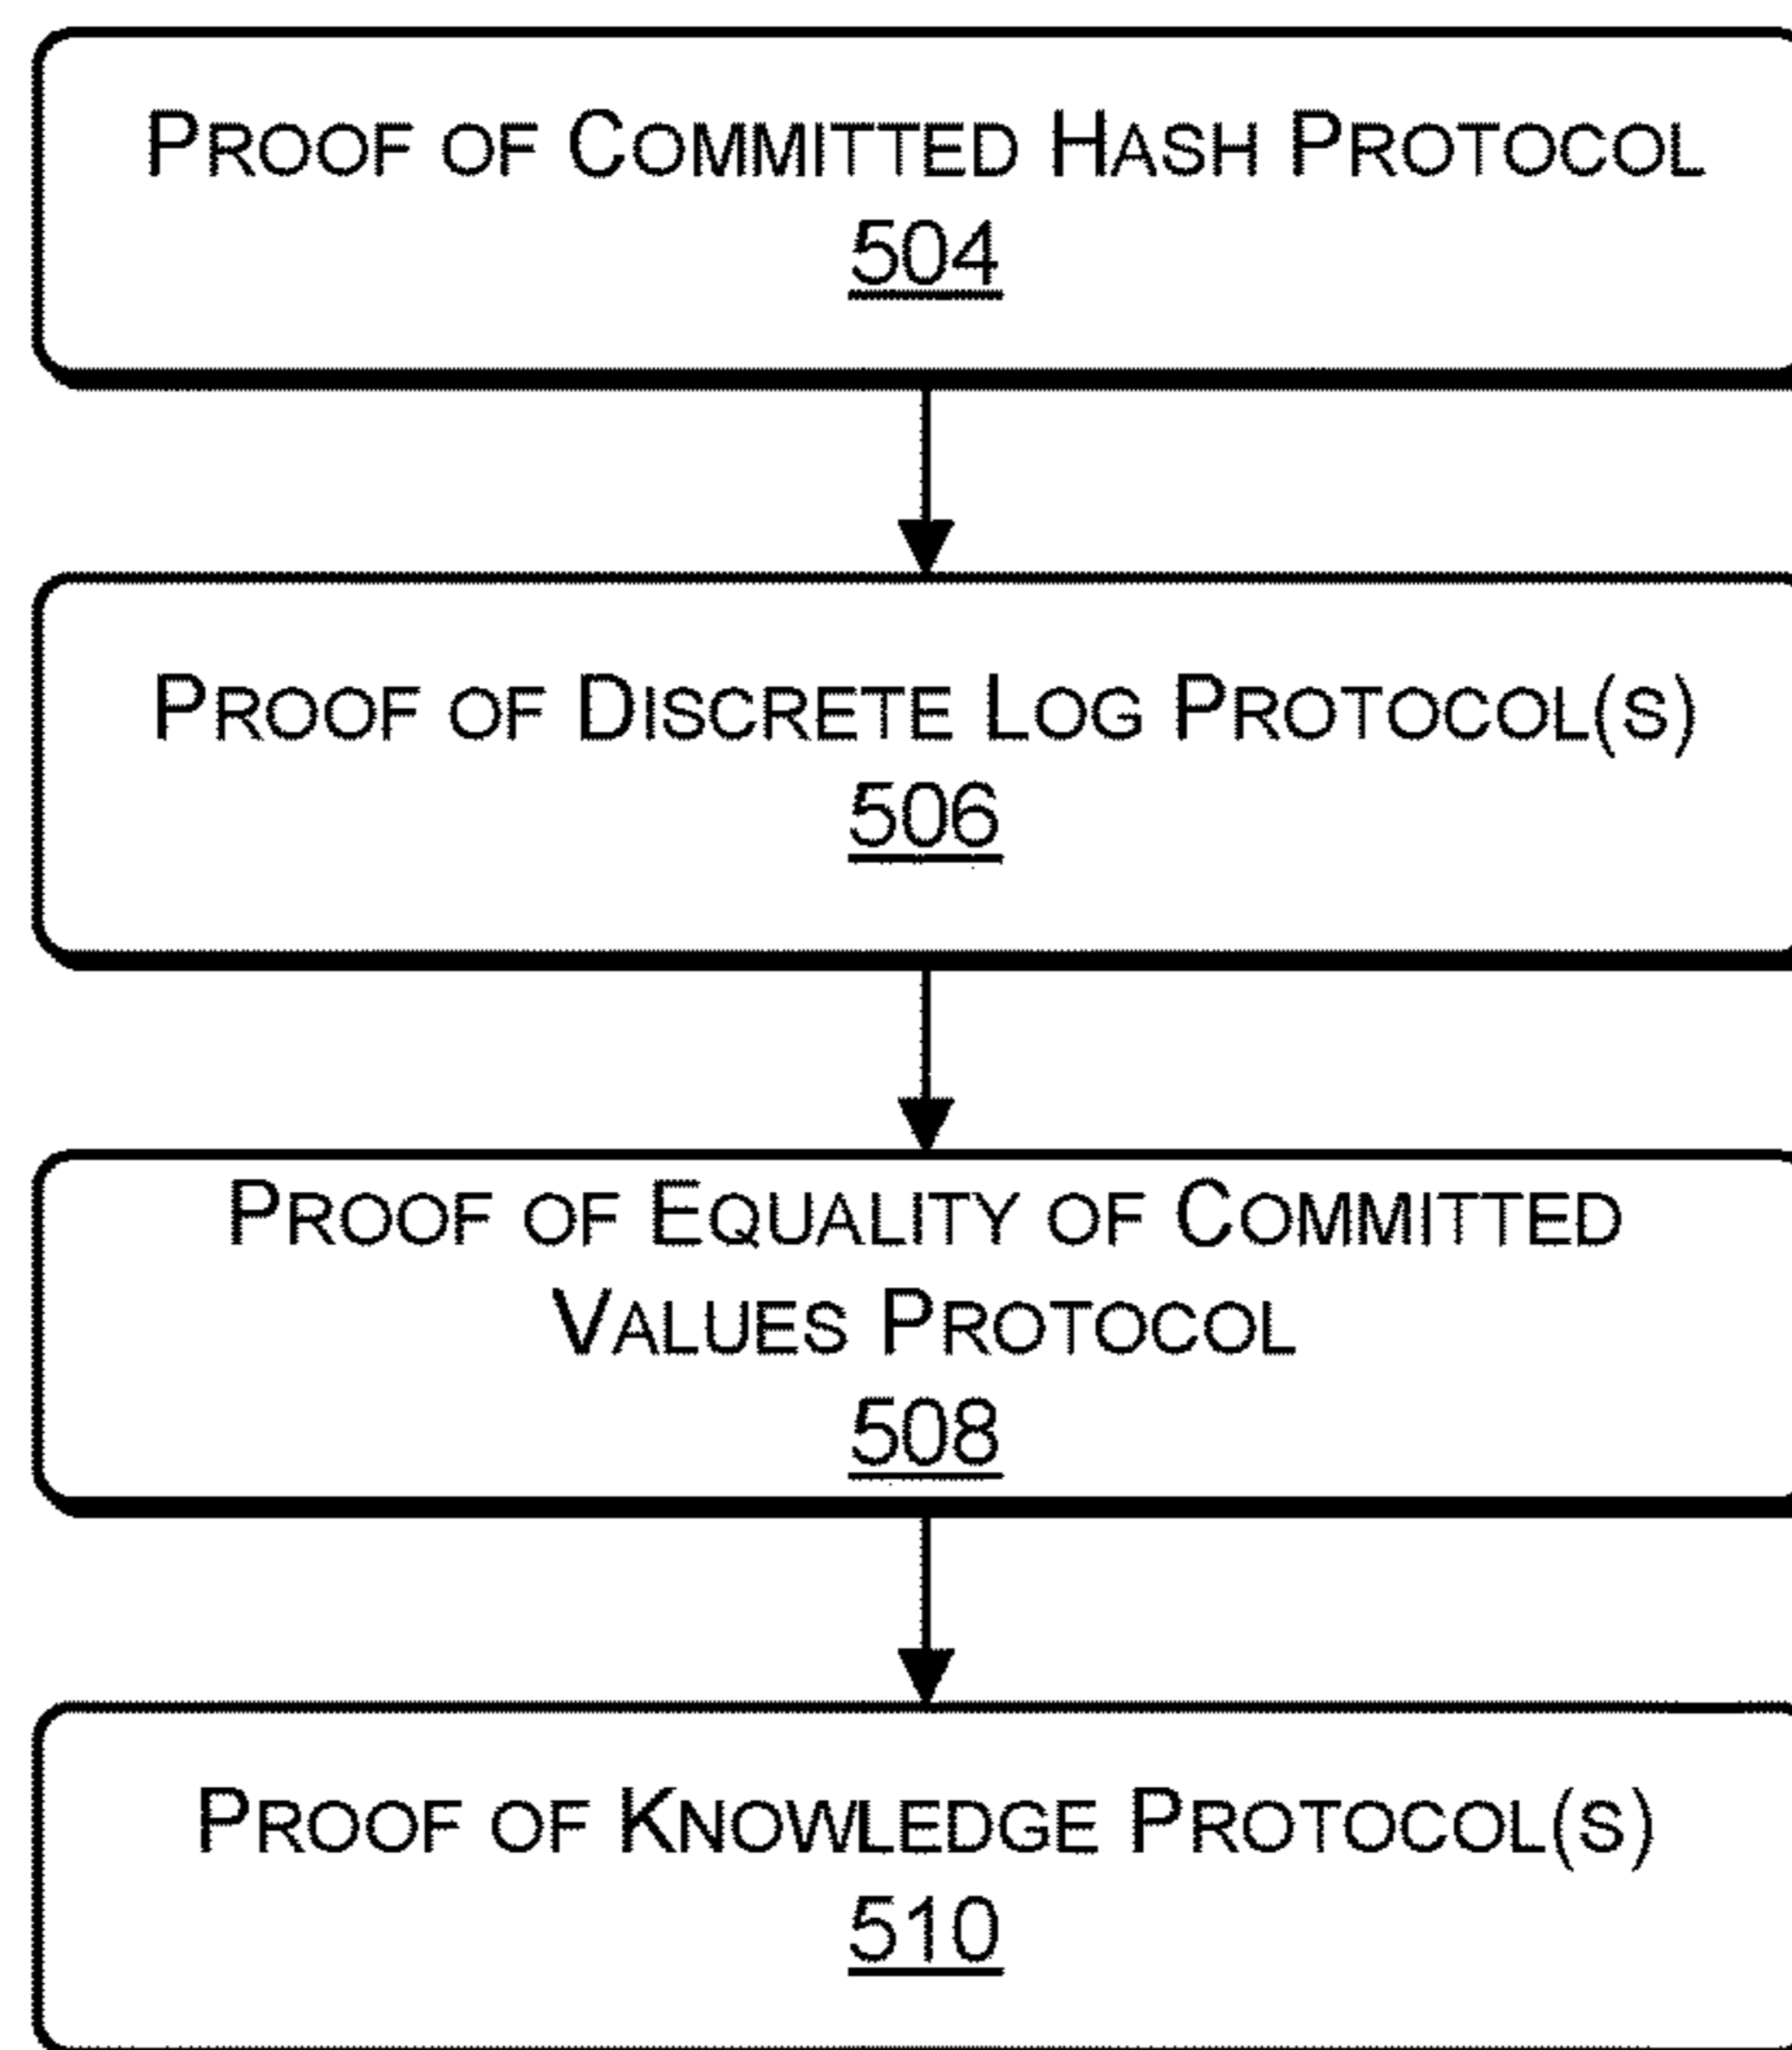 PROOF OF COMMITTED HASH PROTOCOL
504
PROOF OF DISCRETE LOG PROTOCOL(S)
506
PROOF OF EQUALITY OF COMMITTED
VALUES PROTOCOL
508
PROOF OF KNOWLEDGE PROTOCOL(S)
510